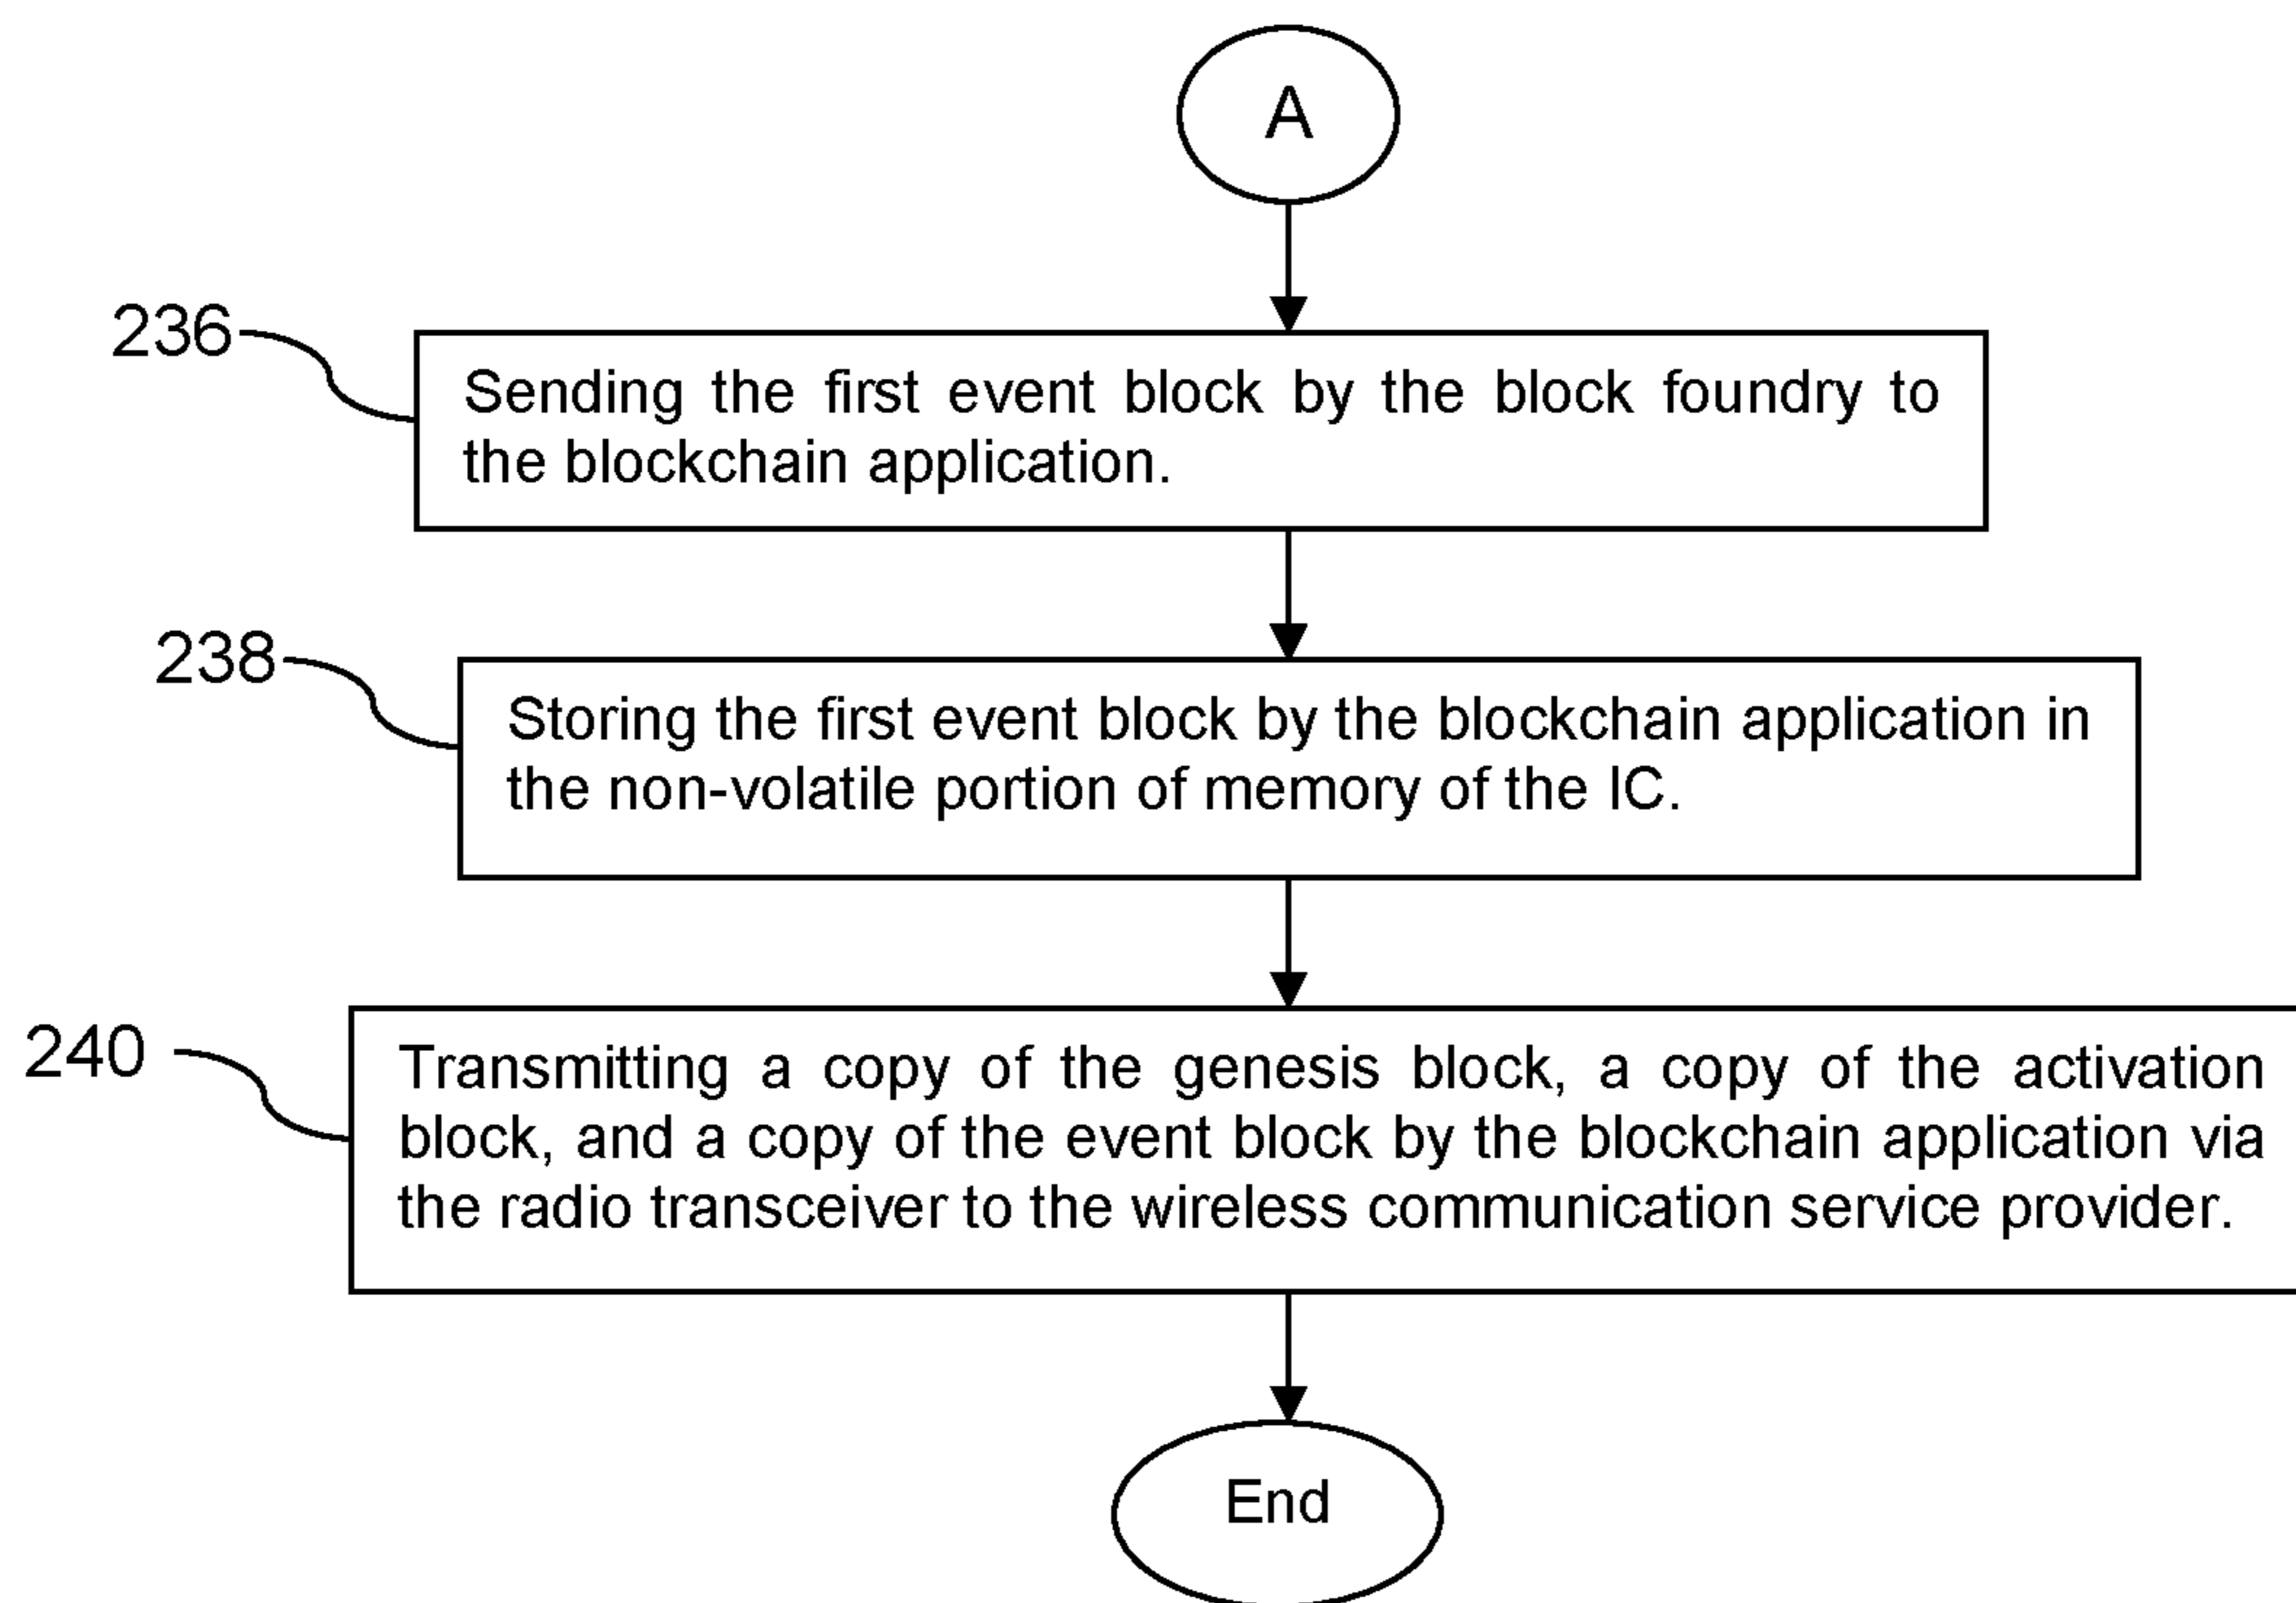 A
236
Sending the first event block by the block foundry to
the blockchain application.
238
Storing the first event block by the blockchain application in
the non-volatile portion of memory of the IC.
240
Transmitting a copy of the genesis block, a copy of the activation
block, and a copy of the event block by the blockchain application via
the radio transceiver to the wireless communication service provider.
End